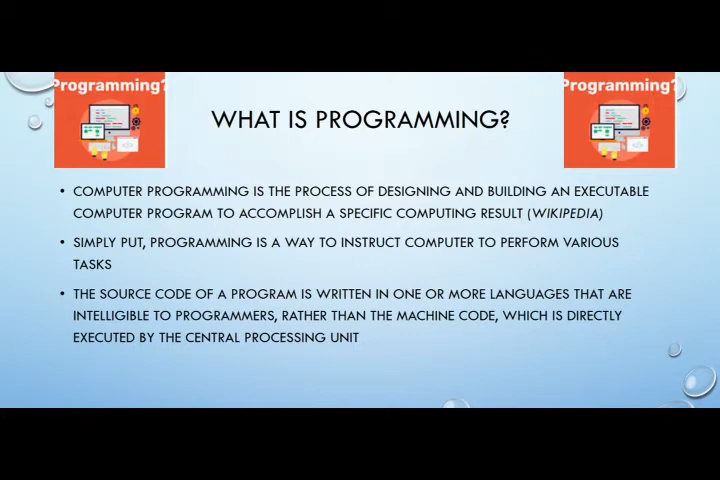 Programming?
Programming?
WHAT IS PROGRAMMING?
• COMPUTER PROGRAMMING IS THE PROCESS OF DESIGNING AND BUILDING AN EXECUTABLE
COMPUTER PROGRAM TO ACCOMPLISH A SPECIFIC COMPUTING RESULT (WIKIPEDIA)
• SIMPLY PUT, PROGRAMMING IS A WAY TO INSTRUCT COMPUTER TO PERFORM VARIOUS
TASKS
• THE SOURCE CODE OF A PROGRAM IS WRITTEN IN ONE OR MORE LANGUAGES THAT ARE
INTELLIGIBLE TO PROGRAMMERS, RATHER THAN THE MACHINE CODE, WHICH IS DIRECTLY
EXECUTED BY THE CENTRAL PROCESSING UNIT